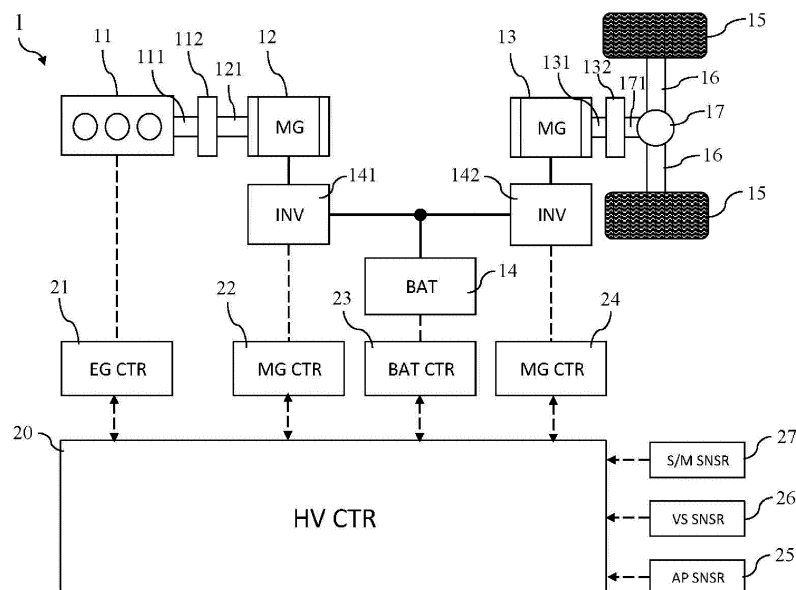 1
11
111
112
121
12
13
131
132
171
15
16
17
16
15
MG
MG
141
142
INV
INV
BAT
14
21
22
23
24
EG CTR
MG CTR
BAT CTR
MG CTR
20
HV CTR
S/M SNSR
27
VS SNSR
26
AP SNSR
25